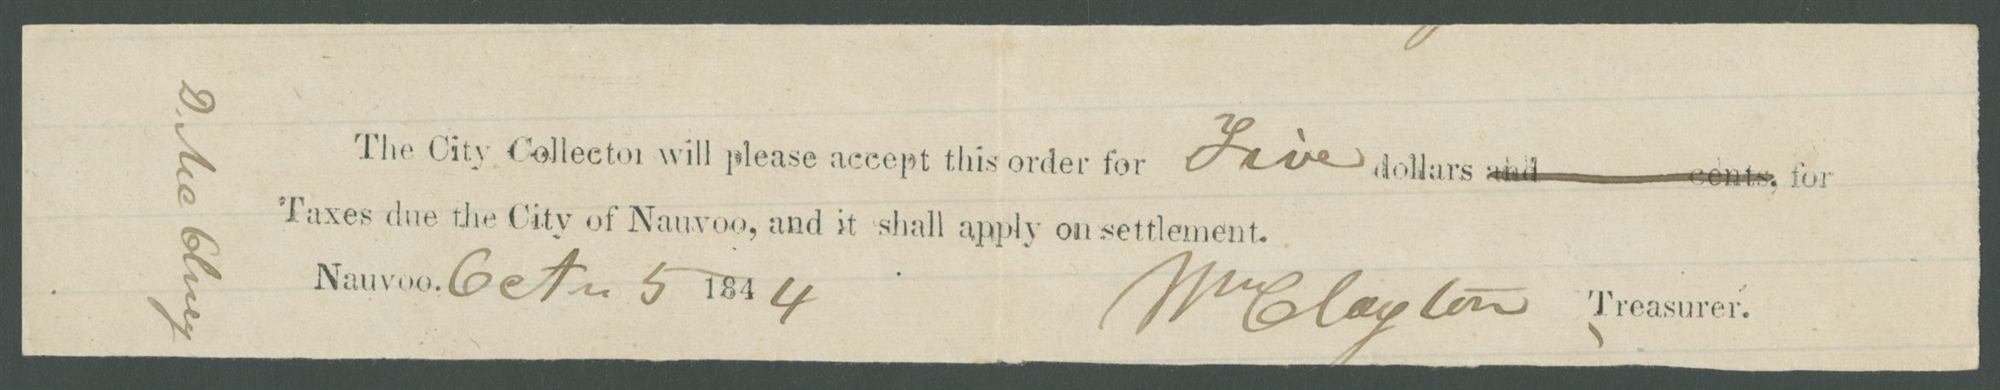 D. McClury
The City Collector will please accept this order for Five dollars and cents, for
Taxes due the City of Nauvoo, and it shall apply on settlement.
Nauvoo. Octr 5 1844 Wm Clayton Treasurer.